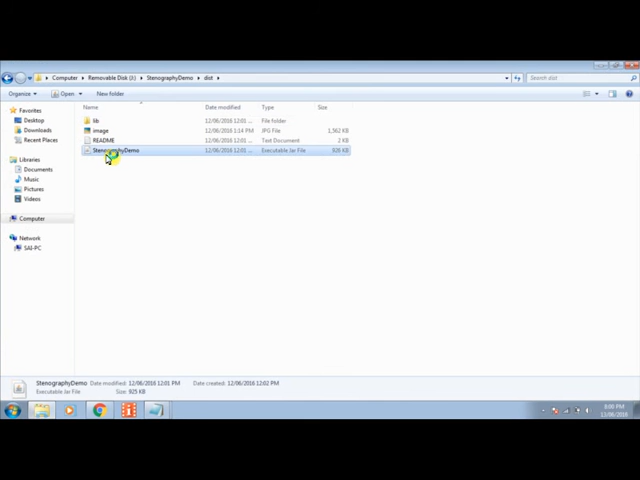 Computer ▸ Removable Disk (I:) ▸ StenographyDemo ▸ dist ▸
Search dist
Organize ▾ Open ▾ New folder
Name Date modified Type Size
Favorites
Desktop
Downloads
Recent Places
Libraries
Documents
Music
Pictures
Videos
Computer
Network
SAI-PC
lib 12/06/2016 12:01 ... File folder
image 12/06/2016 1:14 PM JPG File 1,562 KB
README 12/06/2016 12:01 ... Text Document 2 KB
StenographyDemo 12/06/2016 12:01 ... Executable Jar File 926 KB
StenographyDemo Date modified: 12/06/2016 12:01 PM Date created: 12/06/2016 12:02 PM
Executable Jar File Size: 925 KB
8:00 PM
13/06/2016